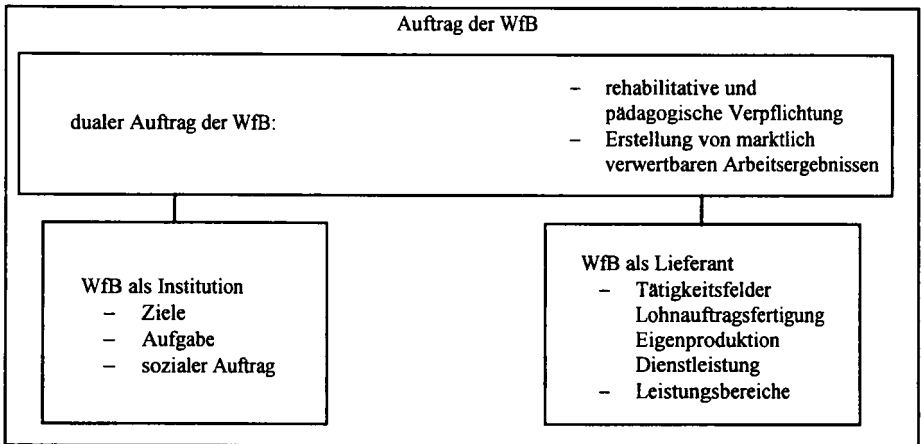 Auftrag der WfB
dualer Auftrag der WfB:
– rehabilitative und
pädagogische Verpflichtung
– Erstellung von marktlich
verwertbaren Arbeitsergebnissen
WfB als Institution
– Ziele
– Aufgabe
– sozialer Auftrag
WfB als Lieferant
– Tätigkeitsfelder
Lohnauftragsfertigung
Eigenproduktion
Dienstleistung
– Leistungsbereiche